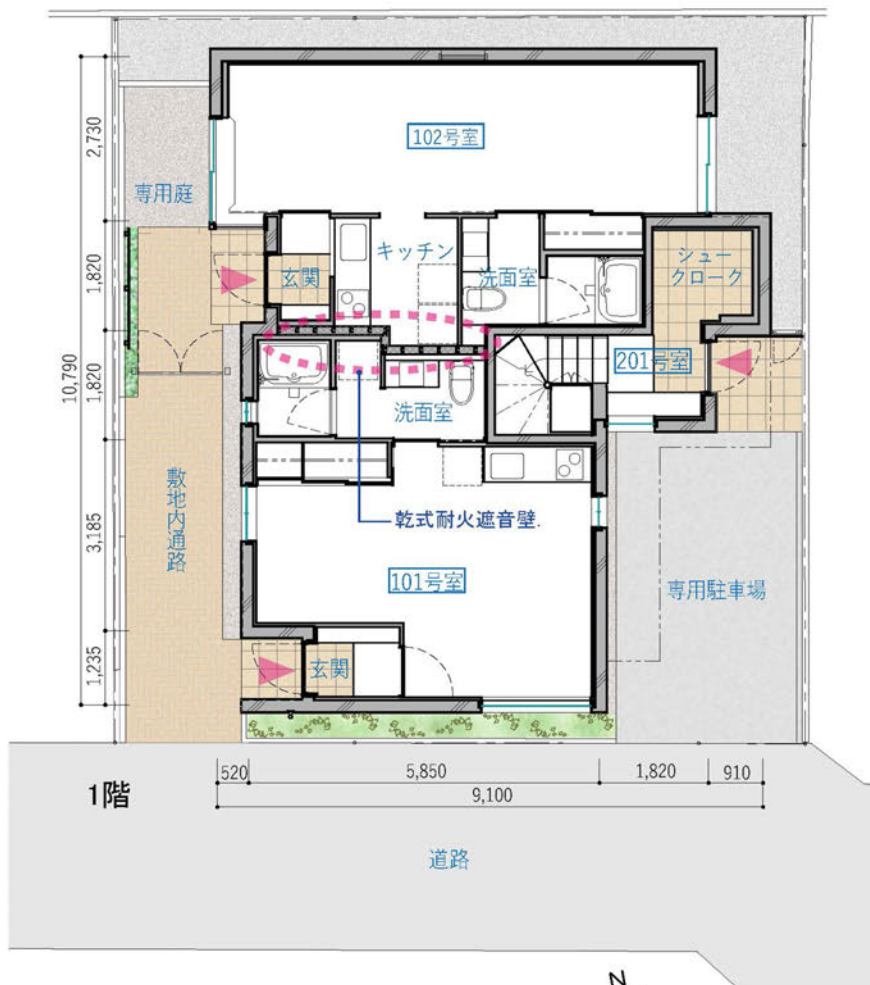 102号室
2,730
専用庭
キッチン
シュー
クローク
玄関
洗面室
1,820
201号室
10,790
1,820
洗面室
敷地内通路
乾式耐火遮音壁.
3,185
101号室
専用駐車場
玄関
1,235
520
5,850
1,820
910
1階
9,100
道路
N